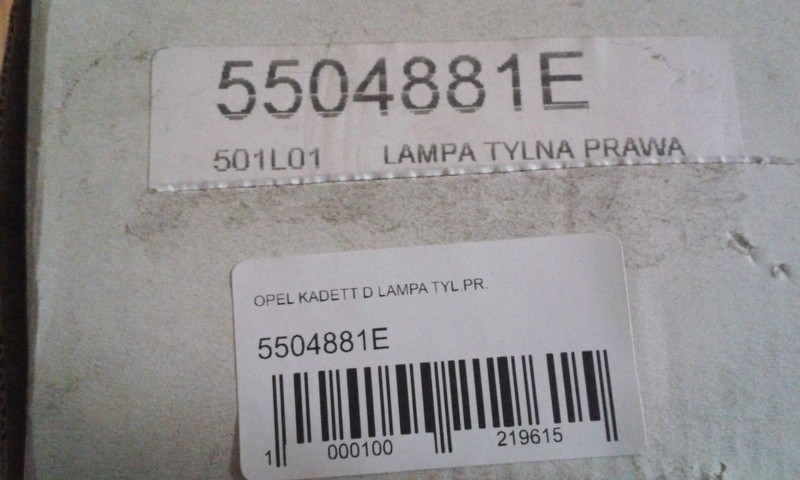 5504881E
501L01 LAMPA TYLNA PRAWA
OPEL KADETT D LAMPA TYL.PR.
5504881E
1 000100 219615